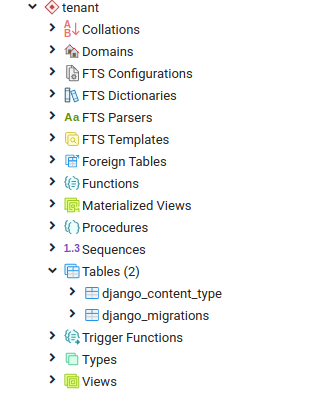 tenant
Collations
Domains
FTS Configurations
FTS Dictionaries
Aa FTS Parsers
FTS Templates
Foreign Tables
Functions
Materialized Views
Procedures
1..3 Sequences
Tables (2)
django_content_type
django_migrations
Trigger Functions
Types
Views